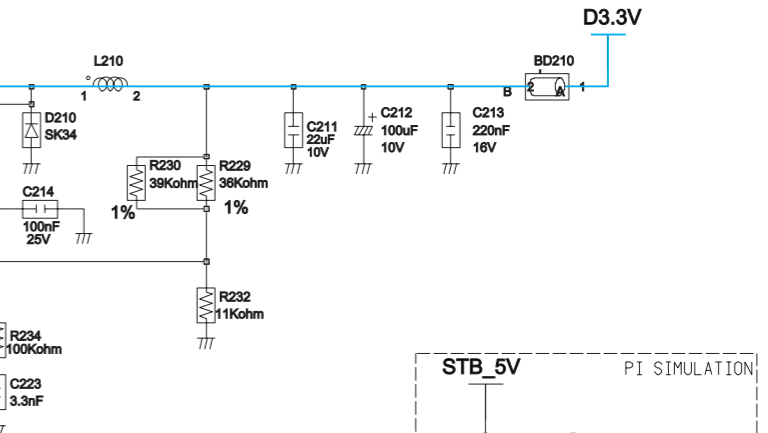 D3.3V
L210
BD210
1
2
B
2
A
1
D210
SK34
C211
22uF
10V
C212
100uF
10V
C213
220nF
16V
R230
39Kohm
1%
R229
36Kohm
1%
C214
100nF
25V
R232
11Kohm
R234
100Kohm
C223
3.3nF
STB_5V
PI SIMULATION